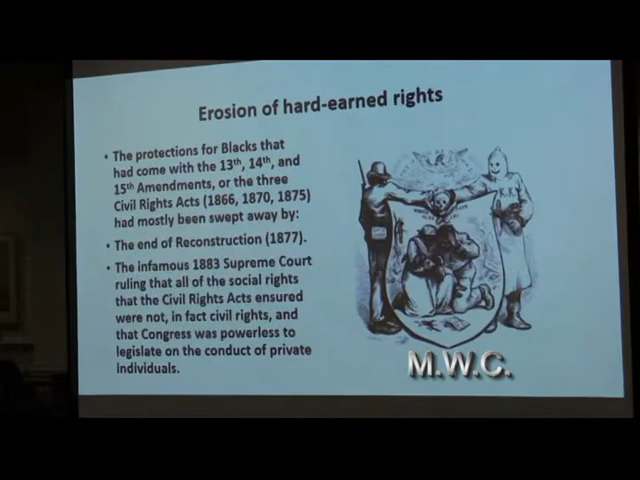 Erosion of hard-earned rights
• The protections for Blacks that
had come with the 13th, 14th, and
15th Amendments, or the three
Civil Rights Acts (1866, 1870, 1875)
had mostly been swept away by:
• The end of Reconstruction (1877).
• The infamous 1883 Supreme Court
ruling that all of the social rights
that the Civil Rights Acts ensured
were not, in fact civil rights, and
that Congress was powerless to
legislate on the conduct of private
individuals.
M.W.C.